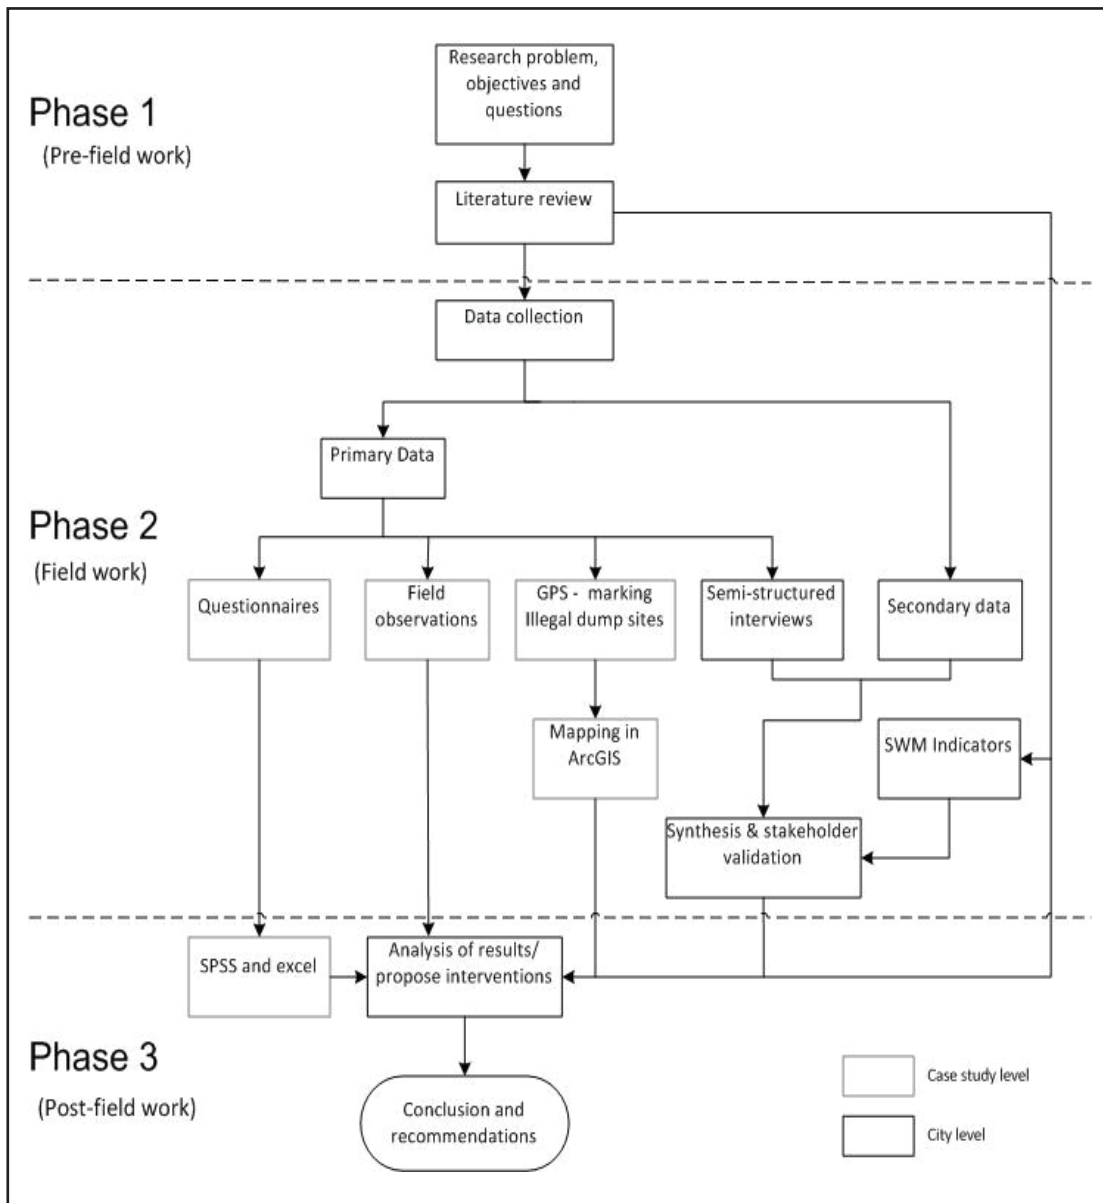 Research problem,
objectives and
questions
Phase 1
(Pre-field work)
Literature review
Data collection
Primary Data
Phase 2
(Field work)
Questionnaires
Field
observations
GPS - marking
Illegal dump sites
Semi-structured
interviews
Secondary data
Mapping in
ArcGIS
SWM Indicators
Synthesis & stakeholder
validation
SPSS and excel
Analysis of results/
propose interventions
Phase 3
(Post-field work)
Conclusion and
recommendations
Case study level
City level